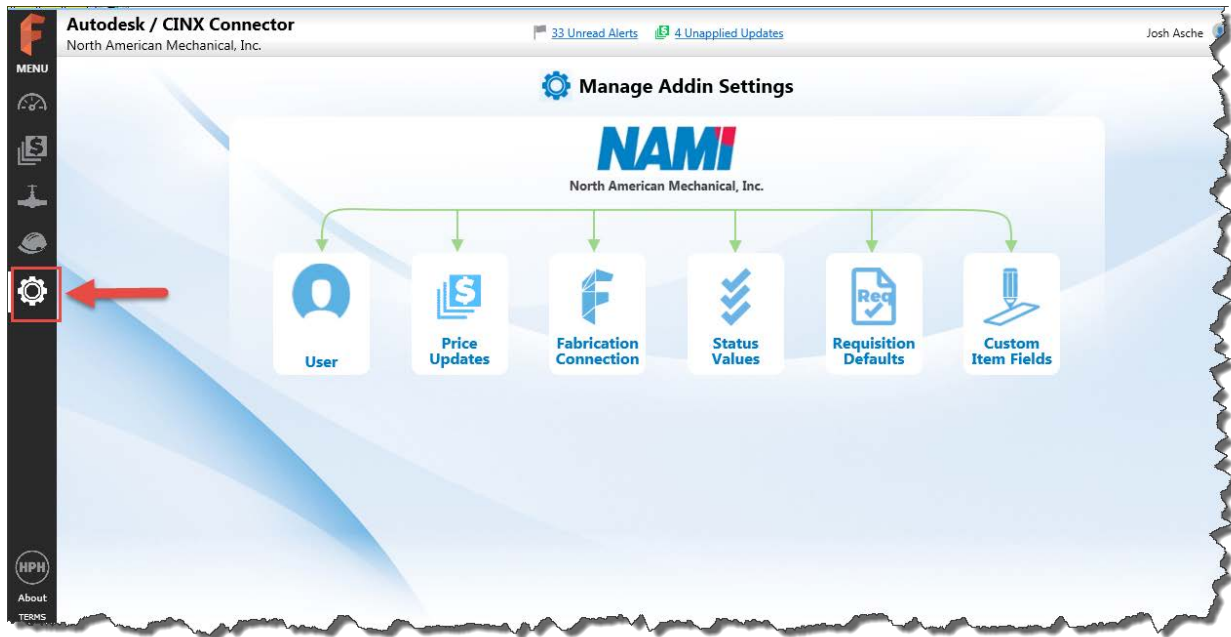 Autodesk / CINX Connector
North American Mechanical, Inc.
33 Unread Alerts
4 Unapplied Updates
Josh Asche
MENU
Manage Addin Settings
NAMI
North American Mechanical, Inc.
User
Price
Updates
Fabrication
Connection
Status
Values
Req
Requisition
Defaults
Custom
Item Fields
HPH
About
TERMS